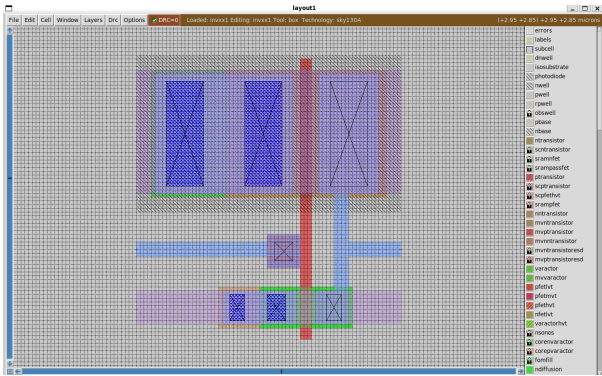 layout1
File Edit Cell Window Layers Drc Options DRC=0 Loaded: invxx1 Editing: invxx1 Tool: box Technology: sky130A (+2.95 +2.85) +2.95 +2.85 microns
errors
labels
subcell
dnwell
isosubstrate
photodiode
nwell
pwell
rpwell
obswell
pbase
nbase
ntransistor
scntransistor
sramnfet
srampassfet
ptransistor
scptransistor
scpfethvt
srampfet
nntransistor
mvntransistor
mvptransistor
mvnntransistor
mvntransistoresd
mvptransistoresd
varactor
mvvaractor
pfetlvt
pfetmvt
pfethvt
nfetlvt
varactorhvt
nsonos
corenvaractor
corepvaractor
fomfill
ndiffusion